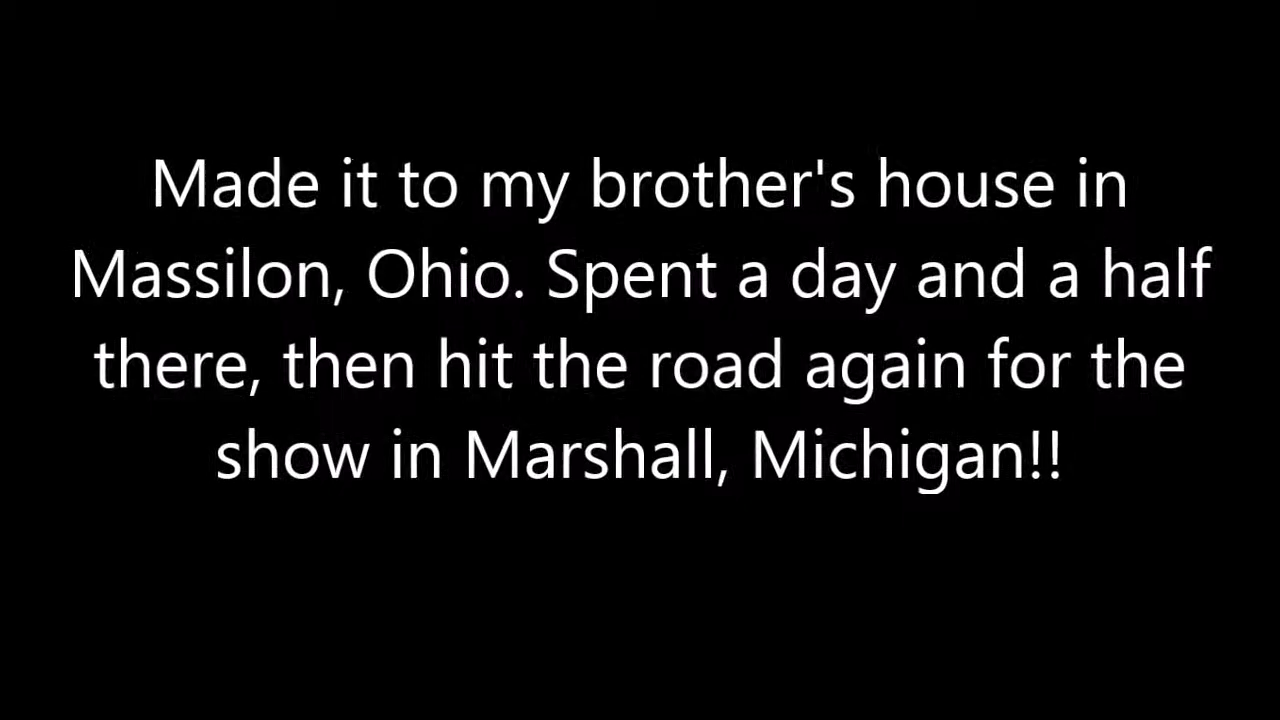 Made it to my brother's house in
Massilon, Ohio. Spent a day and a half
there, then hit the road again for the
show in Marshall, Michigan!!